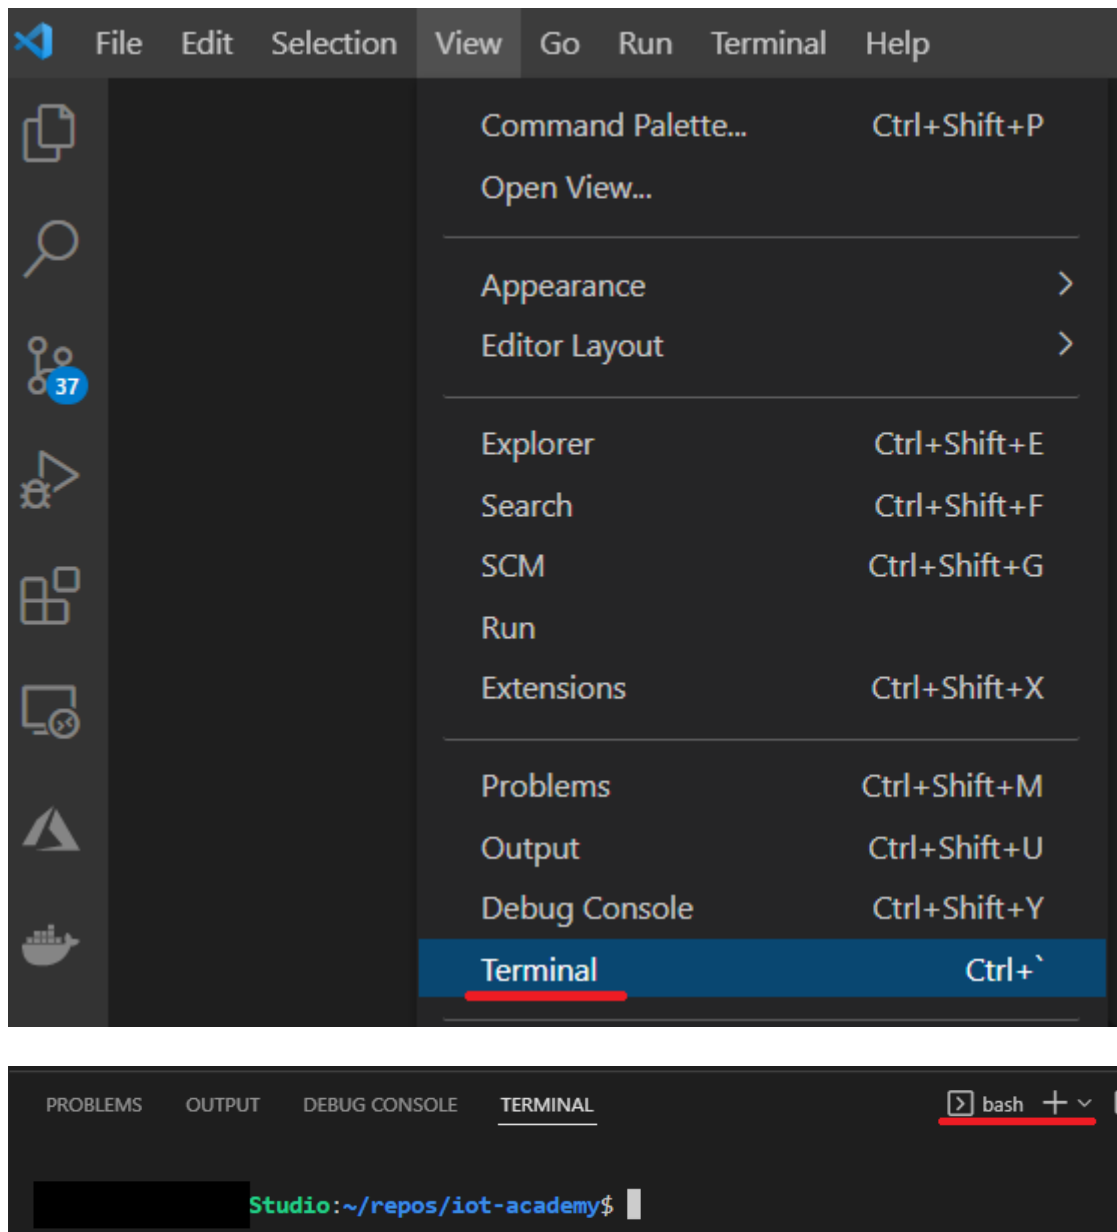 File Edit Selection View Go Run Terminal Help
Command Palette... Ctrl+Shift+P
Open View...
Appearance
Editor Layout
37
Explorer Ctrl+Shift+E
Search Ctrl+Shift+F
SCM Ctrl+Shift+G
Run
Extensions Ctrl+Shift+X
Problems Ctrl+Shift+M
Output Ctrl+Shift+U
Debug Console Ctrl+Shift+Y
Terminal Ctrl+`
PROBLEMS OUTPUT DEBUG CONSOLE TERMINAL bash
Studio:~/repos/iot-academy$